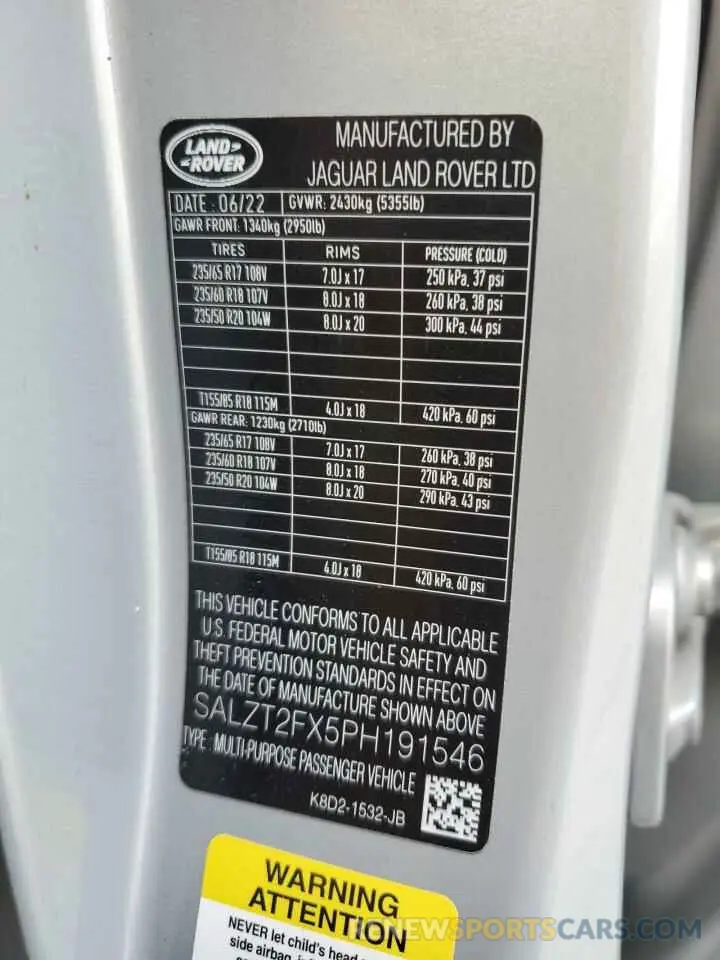 LAND-
-ROVER
MANUFACTURED BY
JAGUAR LAND ROVER LTD
DATE : 06/22 GVWR: 2430kg (5355lb)
GAWR FRONT: 1340kg (2950lb)
TIRES RIMS PRESSURE (COLD)
235/65 R17 108V 7.0J x 17 250 kPa, 37 psi
235/60 R18 107V 8.0J x 18 260 kPa, 38 psi
235/50 R20 104W 8.0J x 20 300 kPa, 44 psi
T155/85 R18 115M 4.0J x 18 420 kPa, 60 psi
GAWR REAR: 1230kg (2710lb)
235/65 R17 108V 7.0J x 17 260 kPa, 38 psi
235/60 R18 107V 8.0J x 18 270 kPa, 40 psi
235/50 R20 104W 8.0J x 20 290 kPa, 43 psi
T155/85 R18 115M 4.0J x 18 420 kPa, 60 psi
THIS VEHICLE CONFORMS TO ALL APPLICABLE
U.S. FEDERAL MOTOR VEHICLE SAFETY AND
THEFT PREVENTION STANDARDS IN EFFECT ON
THE DATE OF MANUFACTURE SHOWN ABOVE
SALZT2FX5PH191546
TYPE : MULTI-PURPOSE PASSENGER VEHICLE
K8D2-1532-JB
WARNING
ATTENTION
NEVER let child's head
side airbag,
RENEWSPORTSCARS.COM